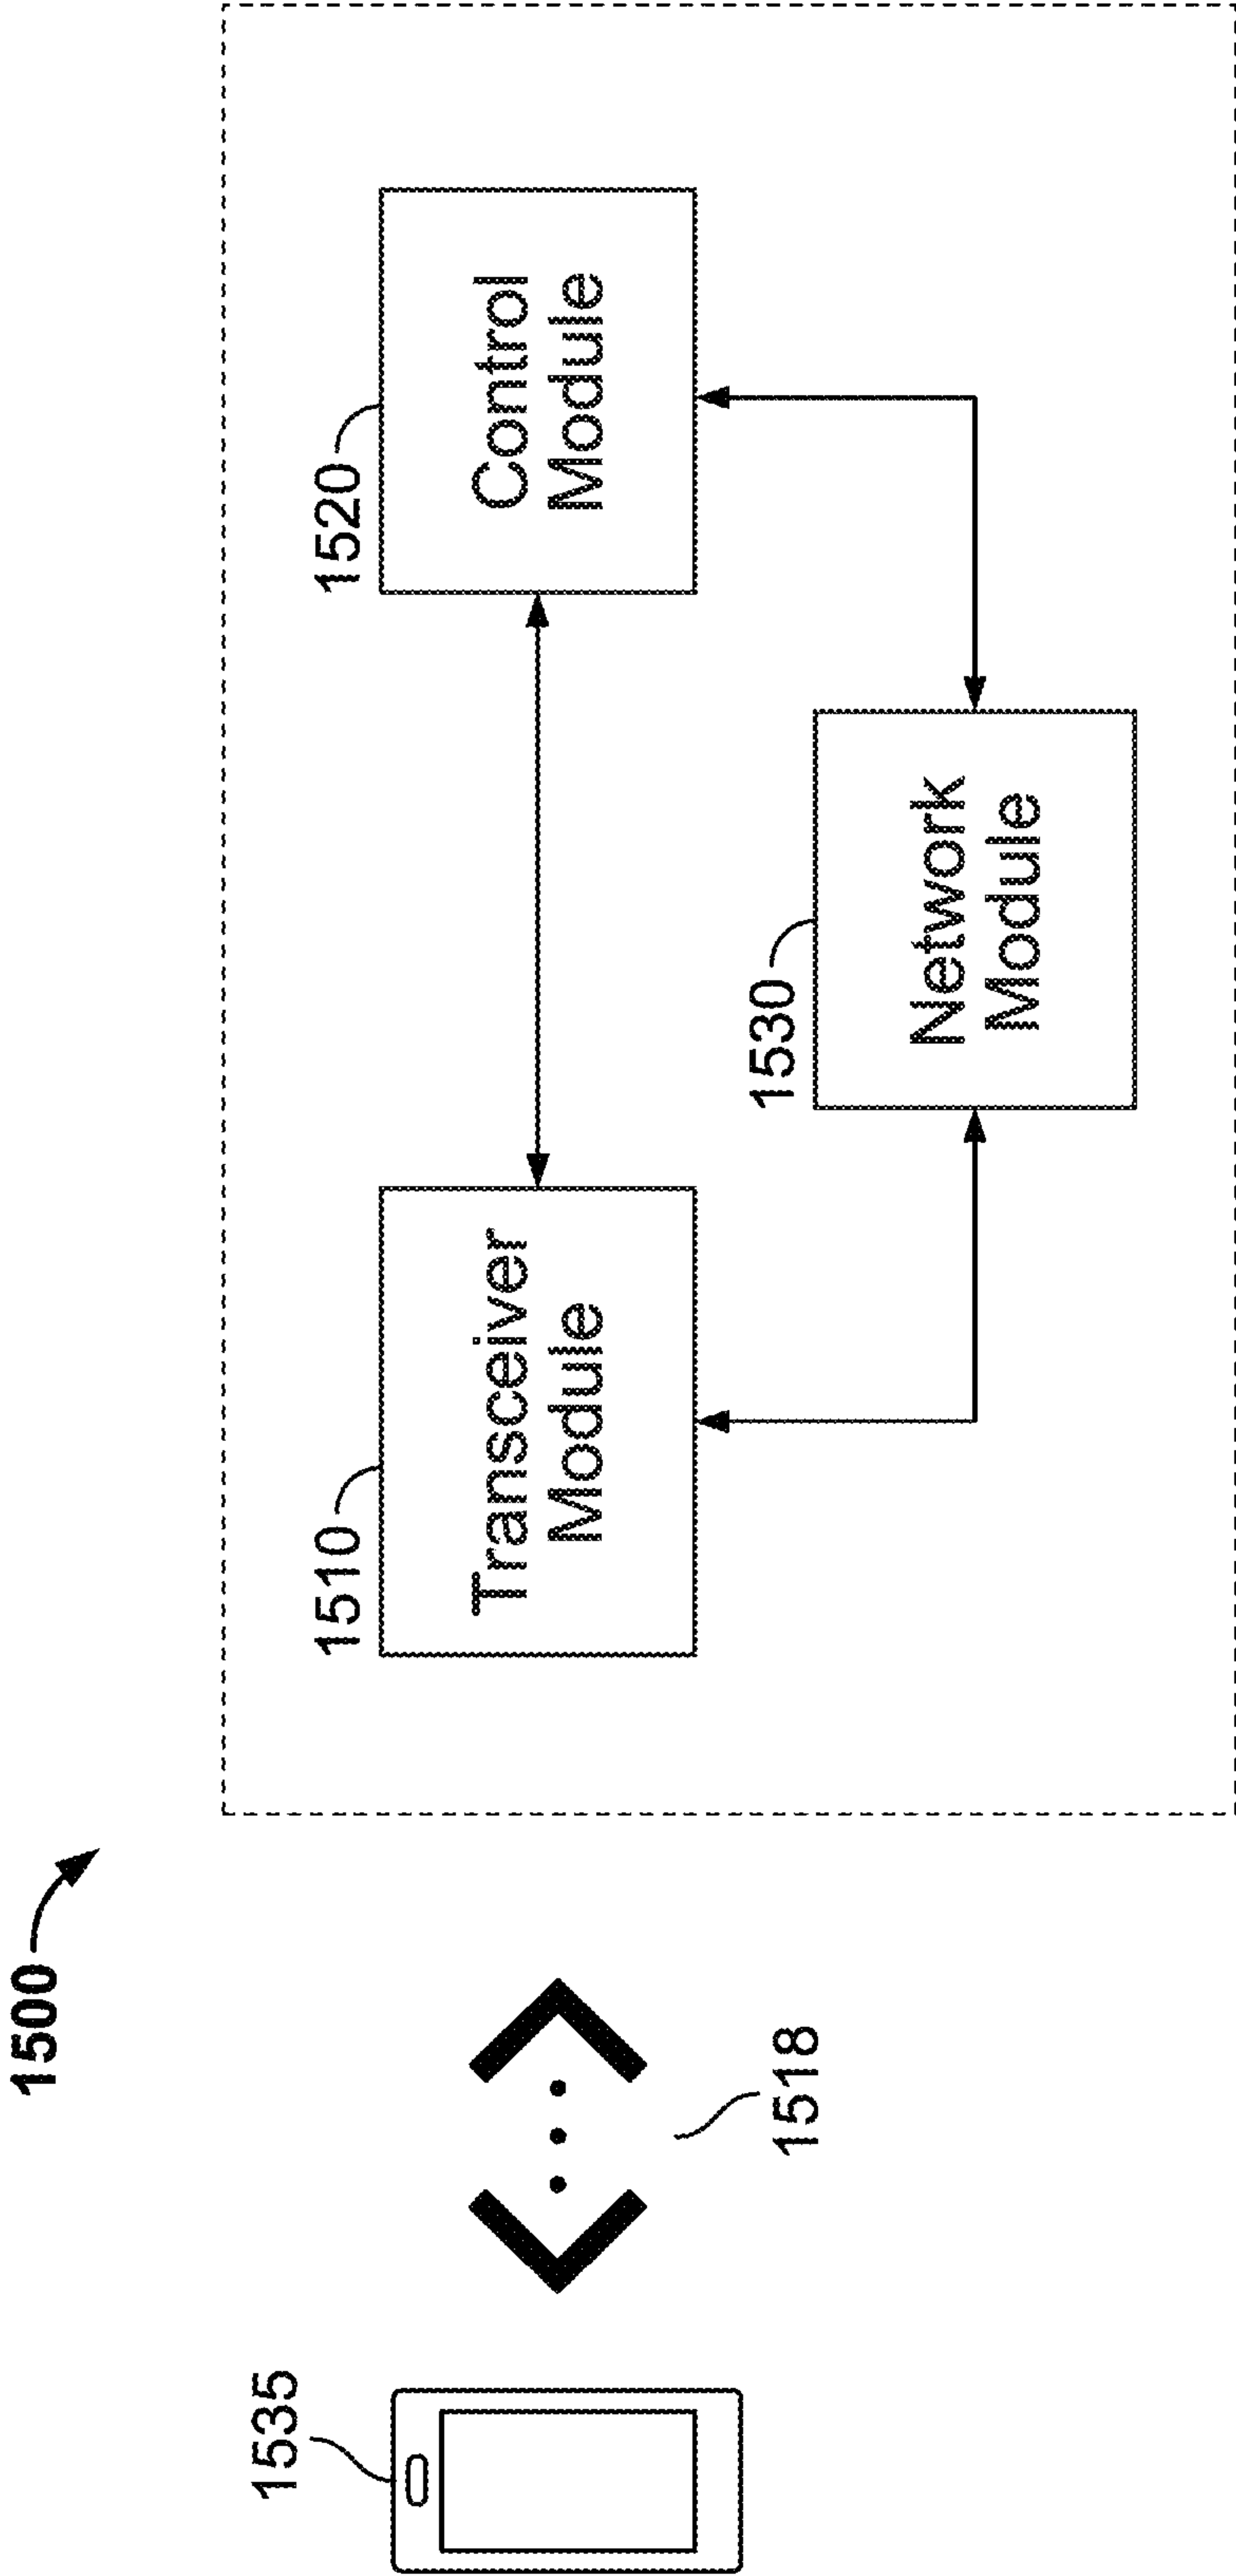 1500
1535
1518
1510
Transceiver
Module
1520
Control
Module
1530
Network
Module